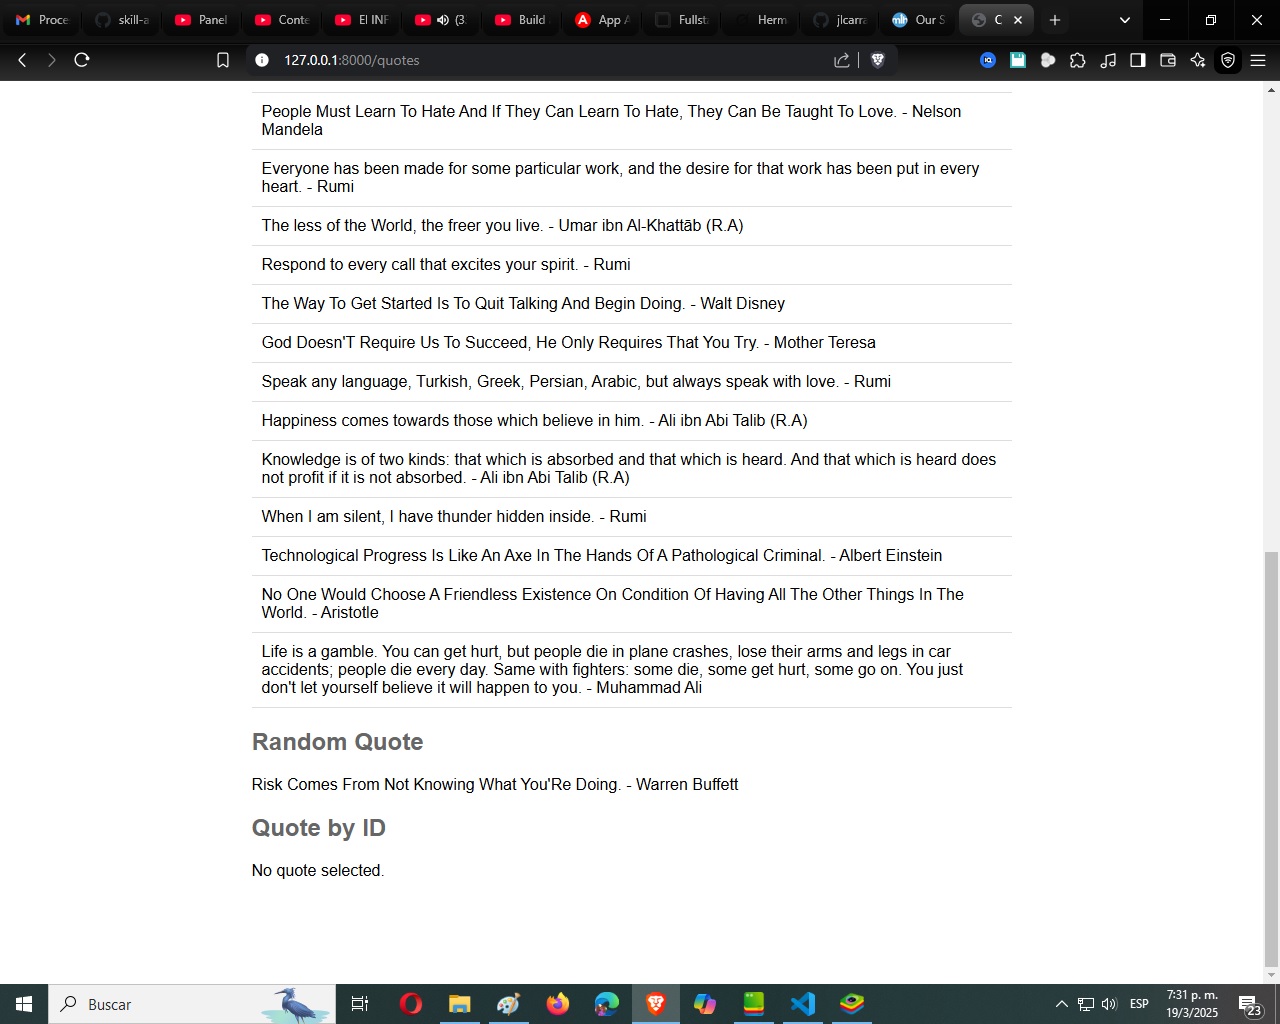 Proce
skill-a
Panel
Conte
El INF
(3
Build
App A
Fullst
Herm
jlcarra
Our S
C
127.0.0.1:8000/quotes
People Must Learn To Hate And If They Can Learn To Hate, They Can Be Taught To Love. - Nelson
Mandela
Everyone has been made for some particular work, and the desire for that work has been put in every
heart. - Rumi
The less of the World, the freer you live. - Umar ibn Al-Khattāb (R.A)
Respond to every call that excites your spirit. - Rumi
The Way To Get Started Is To Quit Talking And Begin Doing. - Walt Disney
God Doesn'T Require Us To Succeed, He Only Requires That You Try. - Mother Teresa
Speak any language, Turkish, Greek, Persian, Arabic, but always speak with love. - Rumi
Happiness comes towards those which believe in him. - Ali ibn Abi Talib (R.A)
Knowledge is of two kinds: that which is absorbed and that which is heard. And that which is heard does
not profit if it is not absorbed. - Ali ibn Abi Talib (R.A)
When I am silent, I have thunder hidden inside. - Rumi
Technological Progress Is Like An Axe In The Hands Of A Pathological Criminal. - Albert Einstein
No One Would Choose A Friendless Existence On Condition Of Having All The Other Things In The
World. - Aristotle
Life is a gamble. You can get hurt, but people die in plane crashes, lose their arms and legs in car
accidents; people die every day. Same with fighters: some die, some get hurt, some go on. You just
don't let yourself believe it will happen to you. - Muhammad Ali
Random Quote
Risk Comes From Not Knowing What You'Re Doing. - Warren Buffett
Quote by ID
No quote selected.
Buscar
ESP
7:31 p. m.
19/3/2025
23